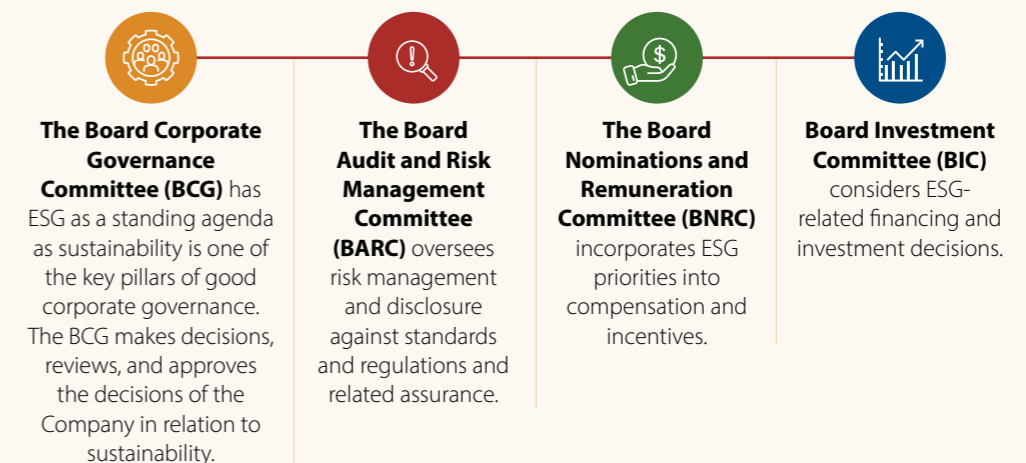 The Board Corporate
Governance
Committee (BCG) has
ESG as a standing agenda
as sustainability is one of
the key pillars of good
corporate governance.
The BCG makes decisions,
reviews, and approves
the decisions of the
Company in relation to
sustainability.
The Board
Audit and Risk
Management
Committee
(BARC) oversees
risk management
and disclosure
against standards
and regulations and
related assurance.
The Board
Nominations and
Remuneration
Committee (BNRC)
incorporates ESG
priorities into
compensation and
incentives.
Board Investment
Committee (BIC)
considers ESG-
related financing and
investment decisions.